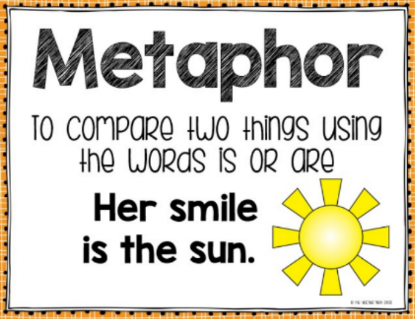 Metaphor
To compare two things using
the words is or are
Her smile
is the sun.